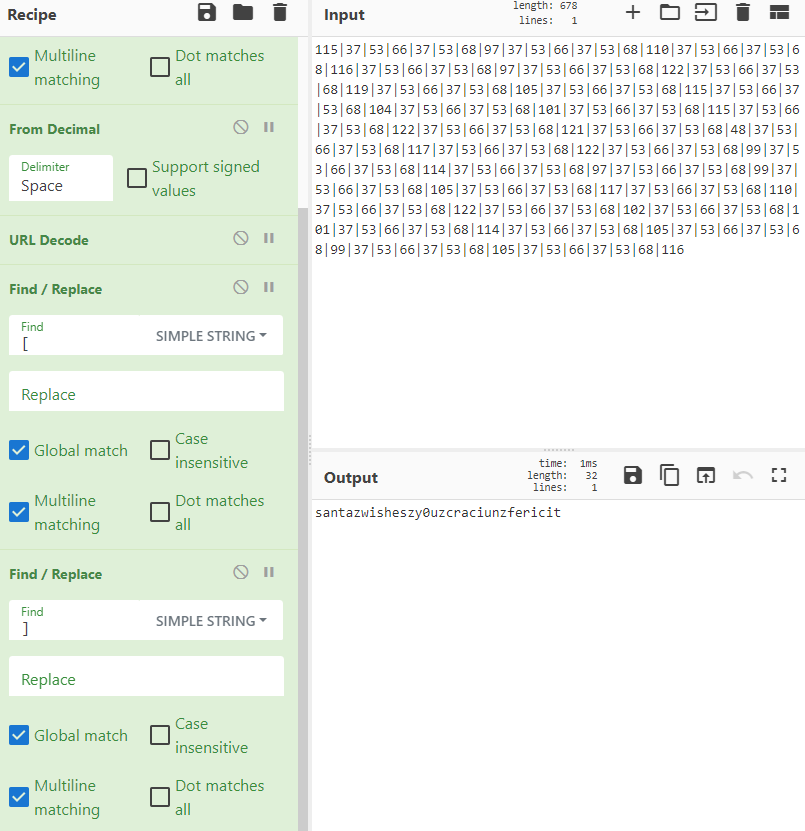 Recipe
Multiline matching
Dot matches all
From Decimal
Delimiter
Space
Support signed values
URL Decode
Find / Replace
Find
[
SIMPLE STRING
Replace
Global match
Case insensitive
Multiline matching
Dot matches all
Find / Replace
Find
]
SIMPLE STRING
Replace
Global match
Case insensitive
Multiline matching
Dot matches all
Input
length: 678
lines: 1
115|37|53|66|37|53|68|97|37|53|66|37|53|68|110|37|53|66|37|53|6
8|116|37|53|66|37|53|68|97|37|53|66|37|53|68|122|37|53|66|37|53
|68|119|37|53|66|37|53|68|105|37|53|66|37|53|68|115|37|53|66|37
|53|68|104|37|53|66|37|53|68|101|37|53|66|37|53|68|115|37|53|66
|37|53|68|122|37|53|66|37|53|68|121|37|53|66|37|53|68|48|37|53|
66|37|53|68|117|37|53|66|37|53|68|122|37|53|66|37|53|68|99|37|5
3|66|37|53|68|114|37|53|66|37|53|68|97|37|53|66|37|53|68|99|37|
53|66|37|53|68|105|37|53|66|37|53|68|117|37|53|66|37|53|68|110|
37|53|66|37|53|68|122|37|53|66|37|53|68|102|37|53|66|37|53|68|1
01|37|53|66|37|53|68|114|37|53|66|37|53|68|105|37|53|66|37|53|6
8|99|37|53|66|37|53|68|105|37|53|66|37|53|68|116
Output
time: 1ms
length: 32
lines: 1
santazwisheszy0uzcraciunzfericit